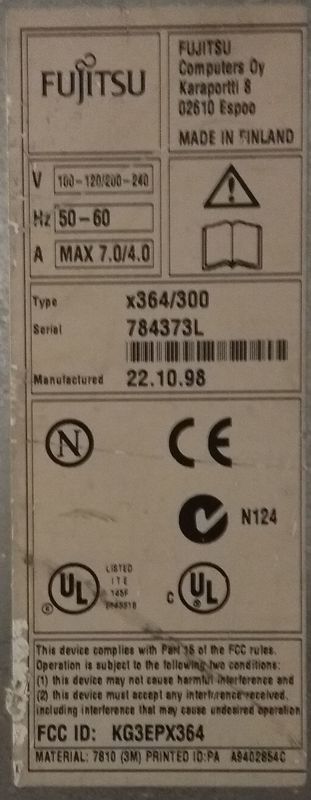 FUJITSU
FUJITSU
Computers Oy
Karaportti 8
02610 Espoo
MADE IN FINLAND
V 100-120/200-240
Hz 50-60
A MAX 7.0/4.0
Type x364/300
Serial 784373L
Manufactured 22.10.98
N CE
N124
UL LISTED
I T E
145F
C UL
This device complies with Part 15 of the FCC rules.
Operation is subject to the following two conditions:
(1) this device may not cause harmful interference and
(2) this device must accept any interference received,
including interference that may cause undesired operation
FCC ID: KG3EPX364
MATERIAL: 7810 (3M) PRINTED ID:PA A9402854C